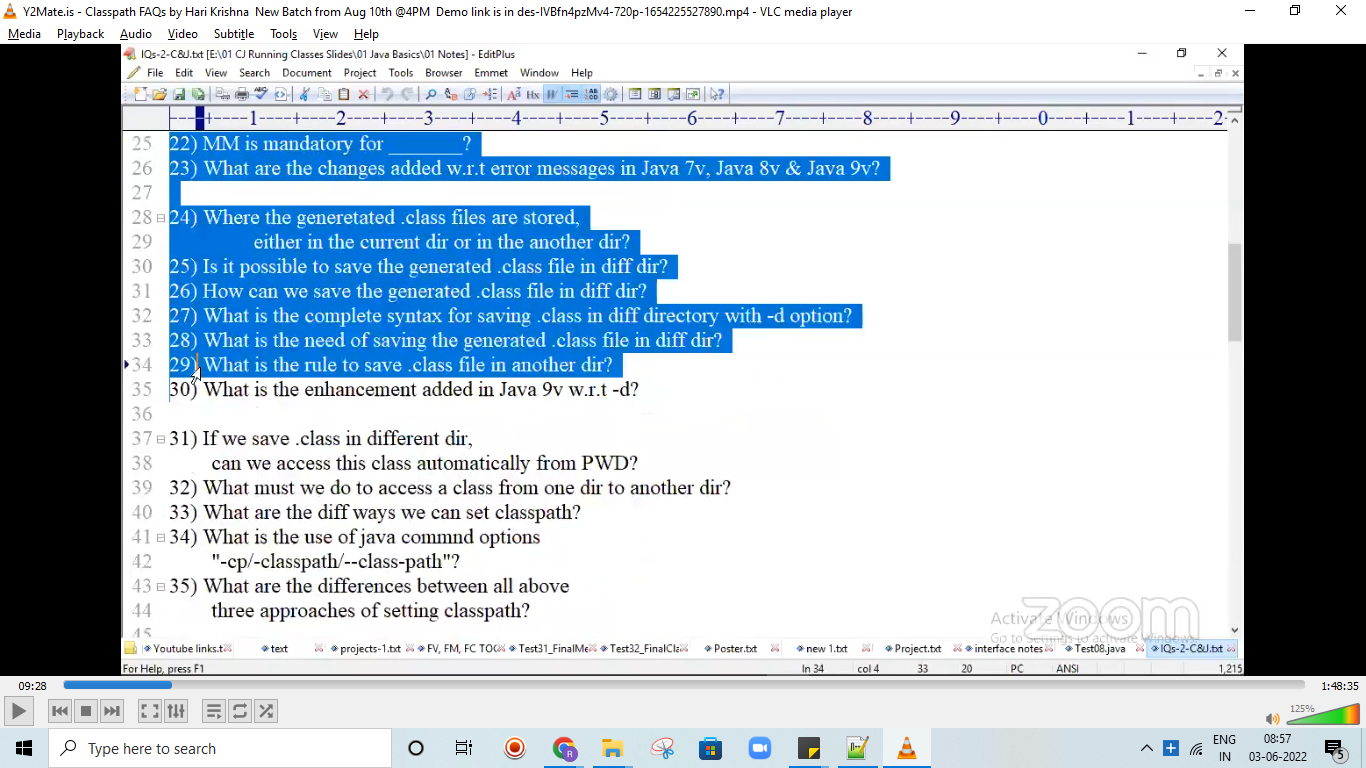 Y2Mate.is - Classpath FAQs by Hari Krishna  New Batch from Aug 10th @4PM  Demo link is in des-lVBfn4pzMv4-720p-1654225527890.mp4 - VLC media player
Media Playback Audio Video Subtitle Tools View Help
IQs-2-C&J.txt [E:\01 CJ Running Classes Slides\01 Java Basics\01 Notes] - EditPlus
File Edit View Search Document Project Tools Browser Emmet Window Help
|----+----1----+----2----+----3----+----4----+----5----+----6----+----7----+----8----+----9----+----0----+----1----+----2-
25 22) MM is mandatory for ________?
26 23) What are the changes added w.r.t error messages in Java 7v, Java 8v & Java 9v?
27
28 24) Where the generetated .class files are stored,
29 either in the current dir or in the another dir?
30 25) Is it possible to save the generated .class file in diff dir?
31 26) How can we save the generated .class file in diff dir?
32 27) What is the complete syntax for saving .class in diff directory with -d option?
33 28) What is the need of saving the generated .class file in diff dir?
34 29) What is the rule to save .class file in another dir?
35 30) What is the enhancement added in Java 9v w.r.t -d?
36
37 31) If we save .class in different dir,
38 can we access this class automatically from PWD?
39 32) What must we do to access a class from one dir to another dir?
40 33) What are the diff ways we can set classpath?
41 34) What is the use of java commnd options
42 "-cp/-classpath/--class-path"?
43 35) What are the differences between all above
44 three approaches of setting classpath?
45
zoom
Activate Windows
Go to Settings to activate Windows.
Youtube links.t text projects-1.txt FV, FM, FC TOC Test31_FinalMe Test32_FinalCla Poster.txt new 1.txt Project.txt interface notes Test08.java IQs-2-C&J.txt
For Help, press F1 ln 34 col 4 33 20 PC ANSI 1,215
09:28 1:48:35
125%
Type here to search
ENG
IN
08:57
03-06-2022
5